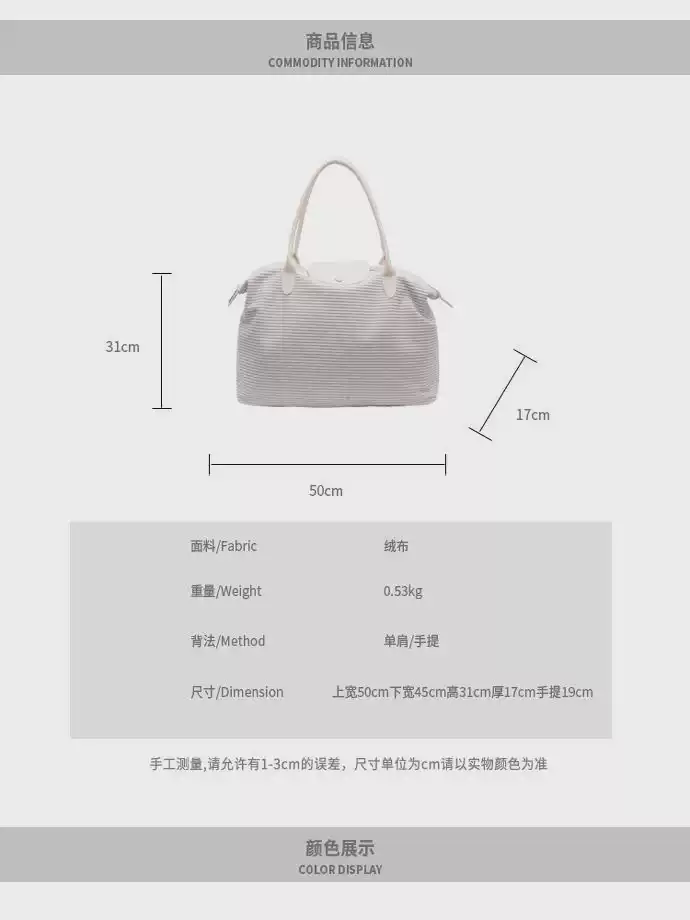 商品信息
COMMODITY INFORMATION
31cm
17cm
50cm
面料/Fabric 绒布
重量/Weight 0.53kg
背法/Method 单肩/手提
尺寸/Dimension 上宽50cm下宽45cm高31cm厚17cm手提19cm
手工测量,请允许有1-3cm的误差，尺寸单位为cm请以实物颜色为准
颜色展示
COLOR DISPLAY